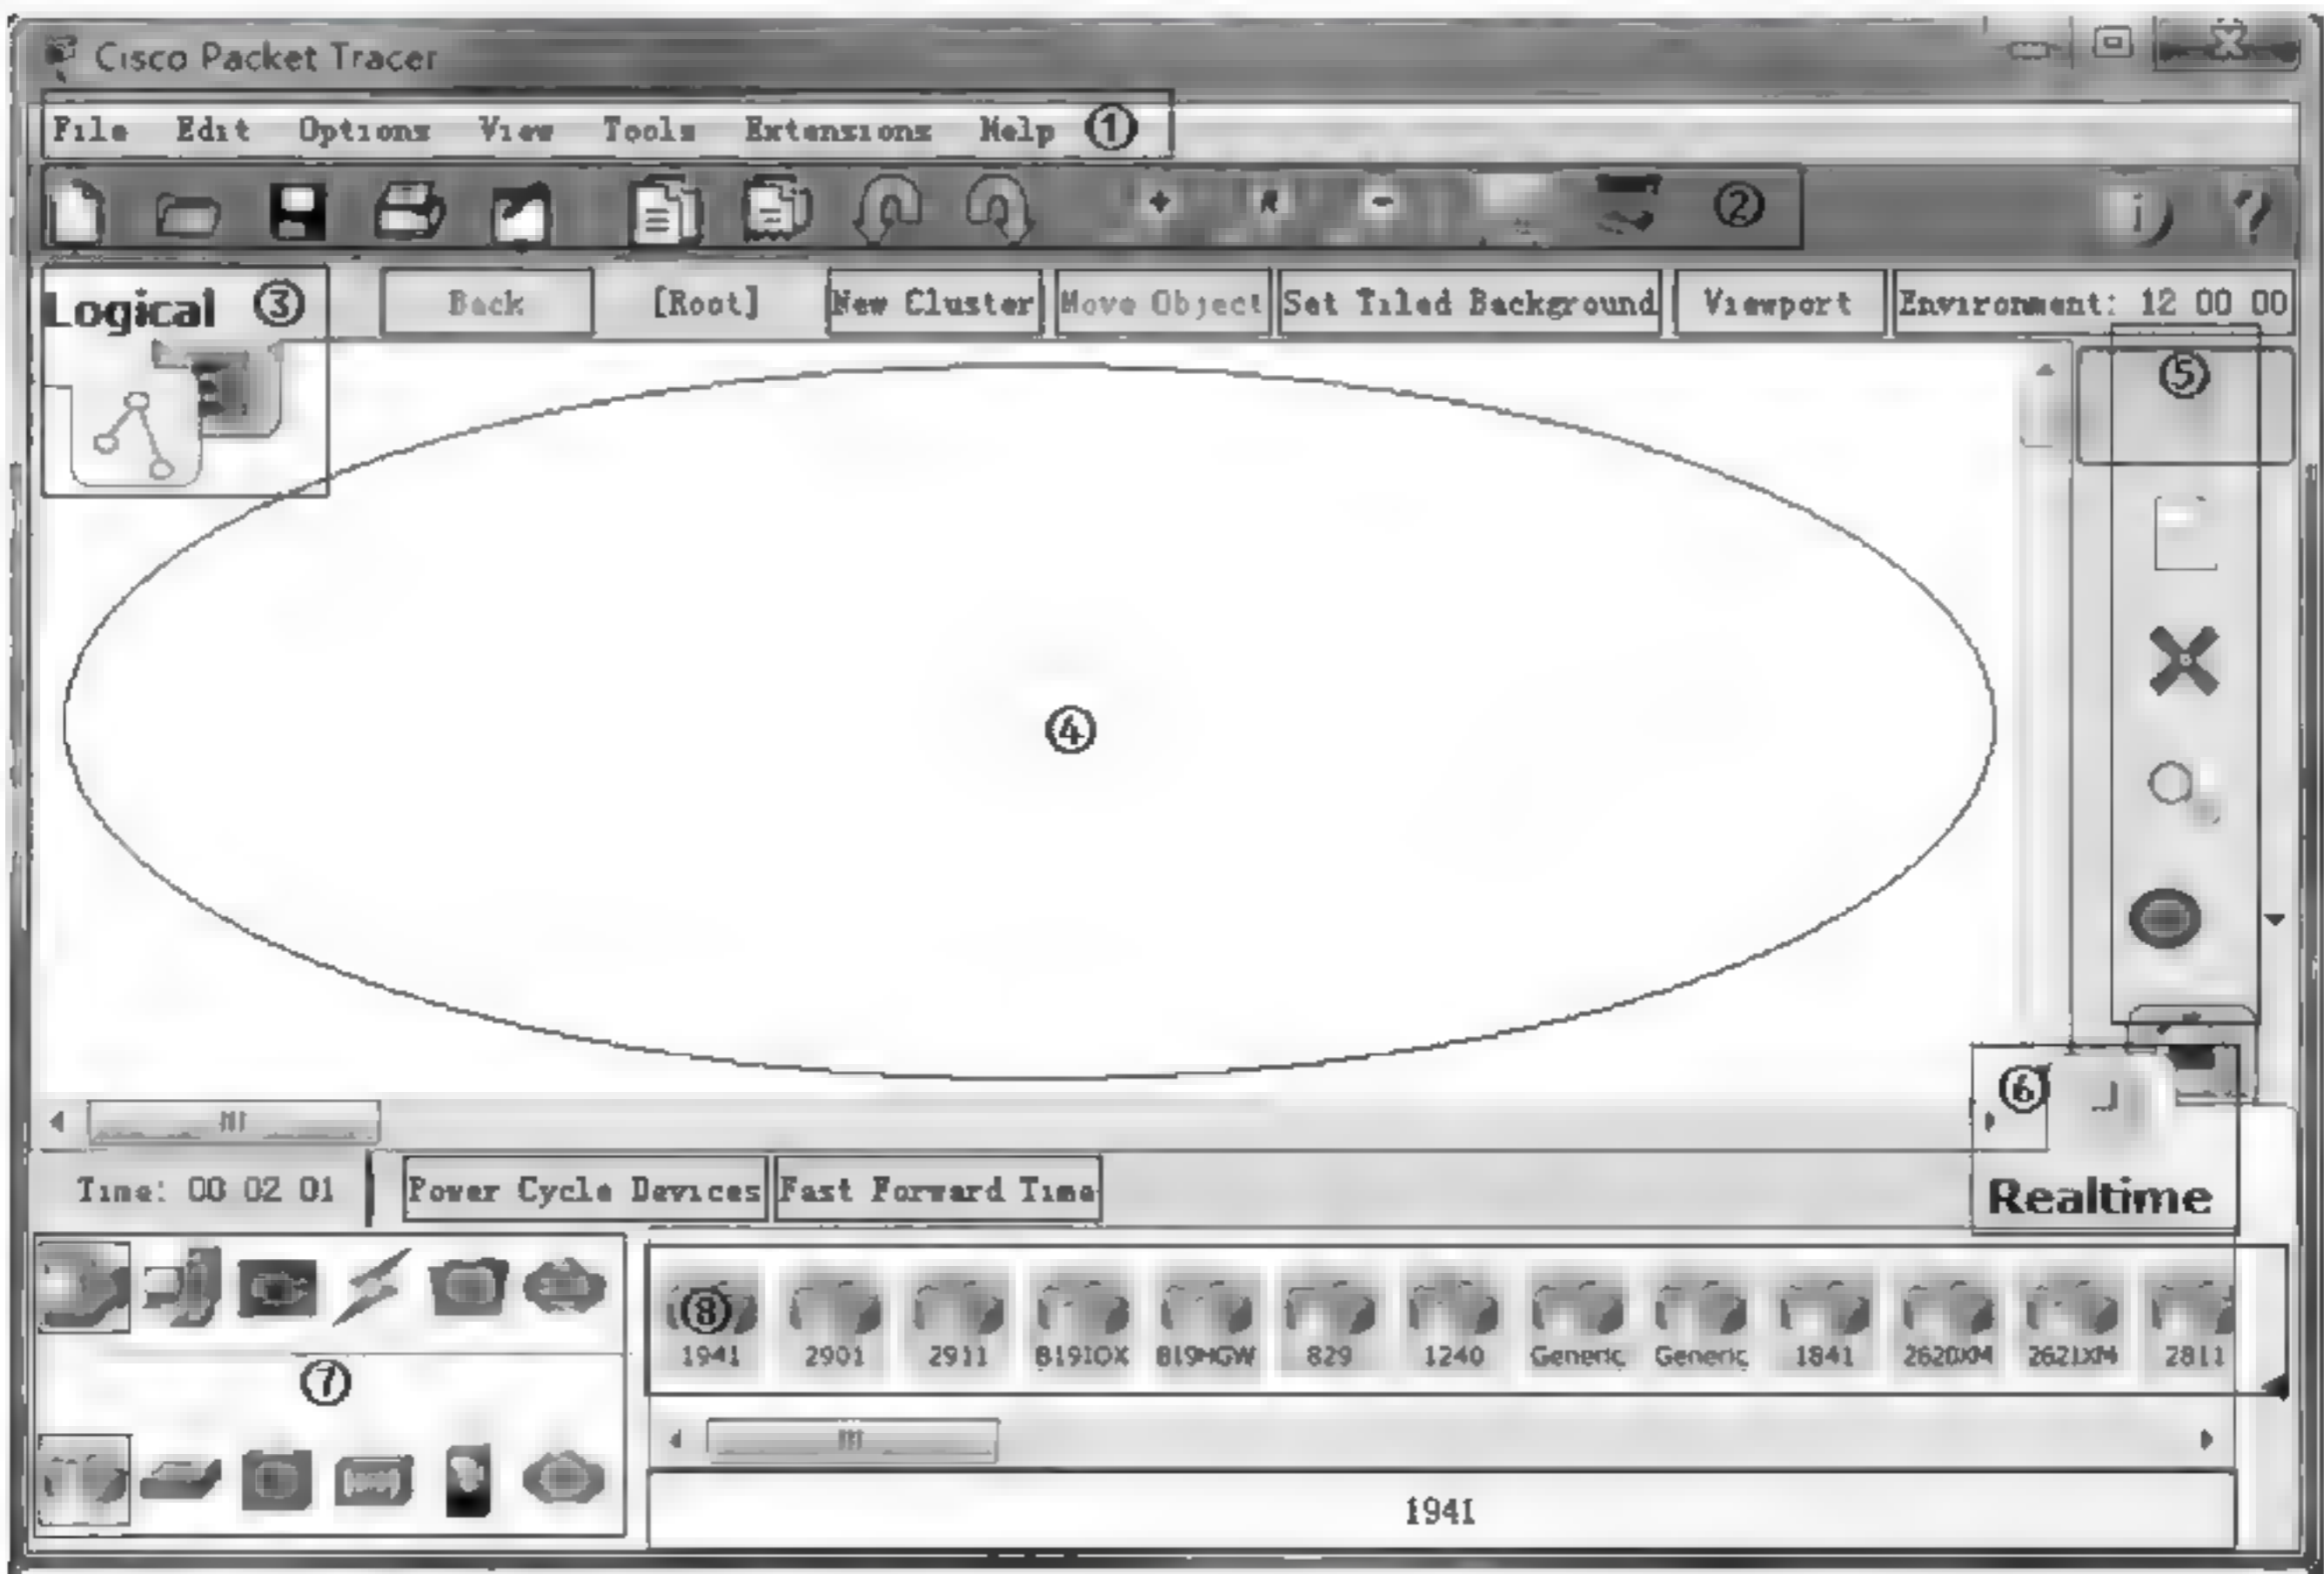 Cisco Packet Tracer
File Edit Options View Tools Extensions Help ①
② i ?
Logical ③ Back [Root] New Cluster Move Object Set Tiled Background Viewport Environment: 12 00 00
⑤
④
⑥
Time: 00 02 01 Power Cycle Devices Fast Forward Time Realtime
⑧
1941 2901 2911 819IOX 819HGW 829 1240 Generic Generic 1841 2620XM 2621XM 2811
⑦
1941